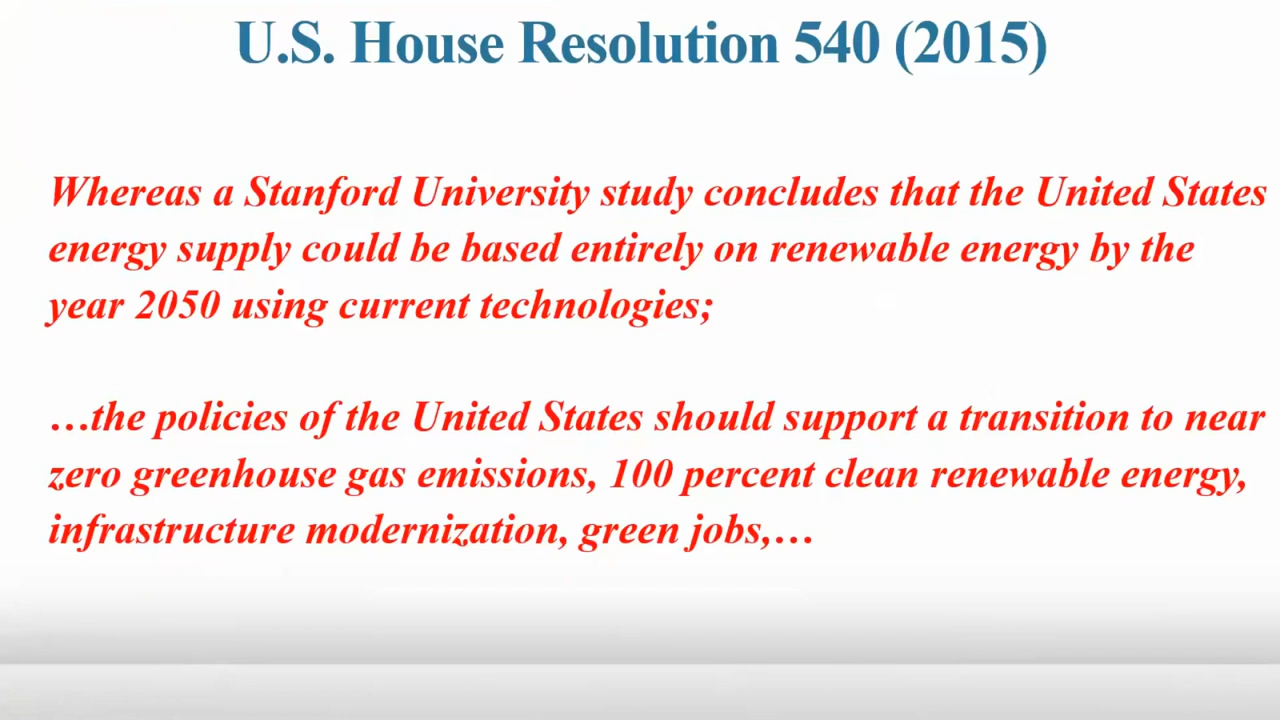 U.S. House Resolution 540 (2015)
Whereas a Stanford University study concludes that the United States
energy supply could be based entirely on renewable energy by the
year 2050 using current technologies;
…the policies of the United States should support a transition to near
zero greenhouse gas emissions, 100 percent clean renewable energy,
infrastructure modernization, green jobs,…